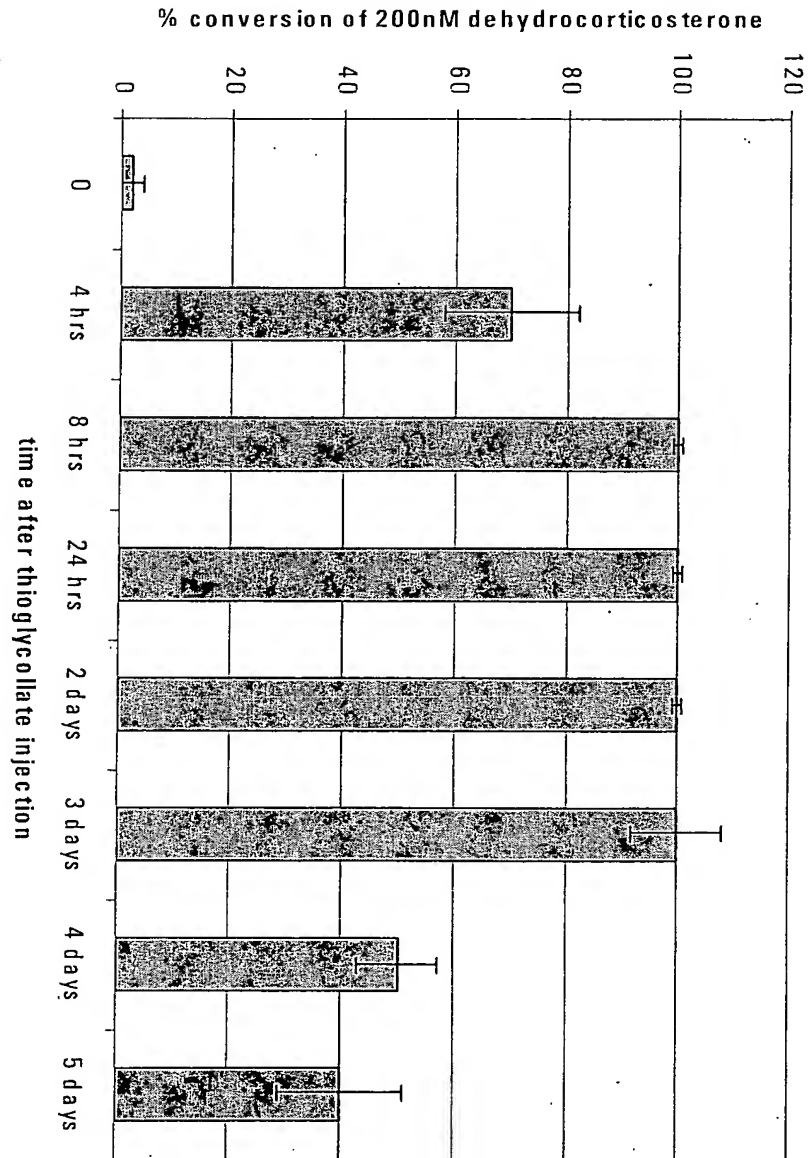 % conversion of 200nM dehydrocorticosterone
120
100
80
60
40
20
0
0
4 hrs
8 hrs
24 hrs
2 days
3 days
4 days
5 days
time after thioglycollate injection